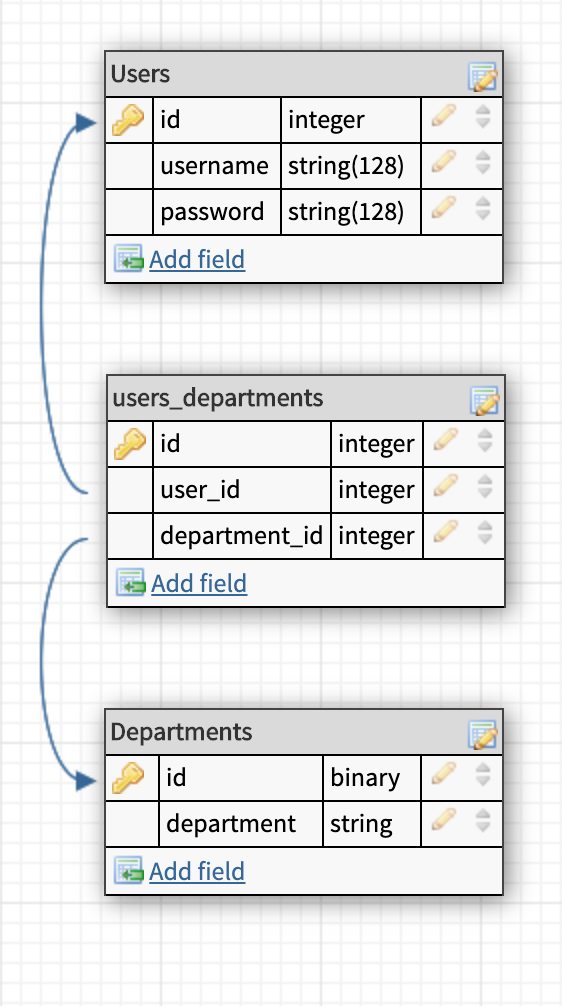 Users
id integer
username string(128)
password string(128)
Add field
users_departments
id integer
user_id integer
department_id integer
Add field
Departments
id binary
department string
Add field